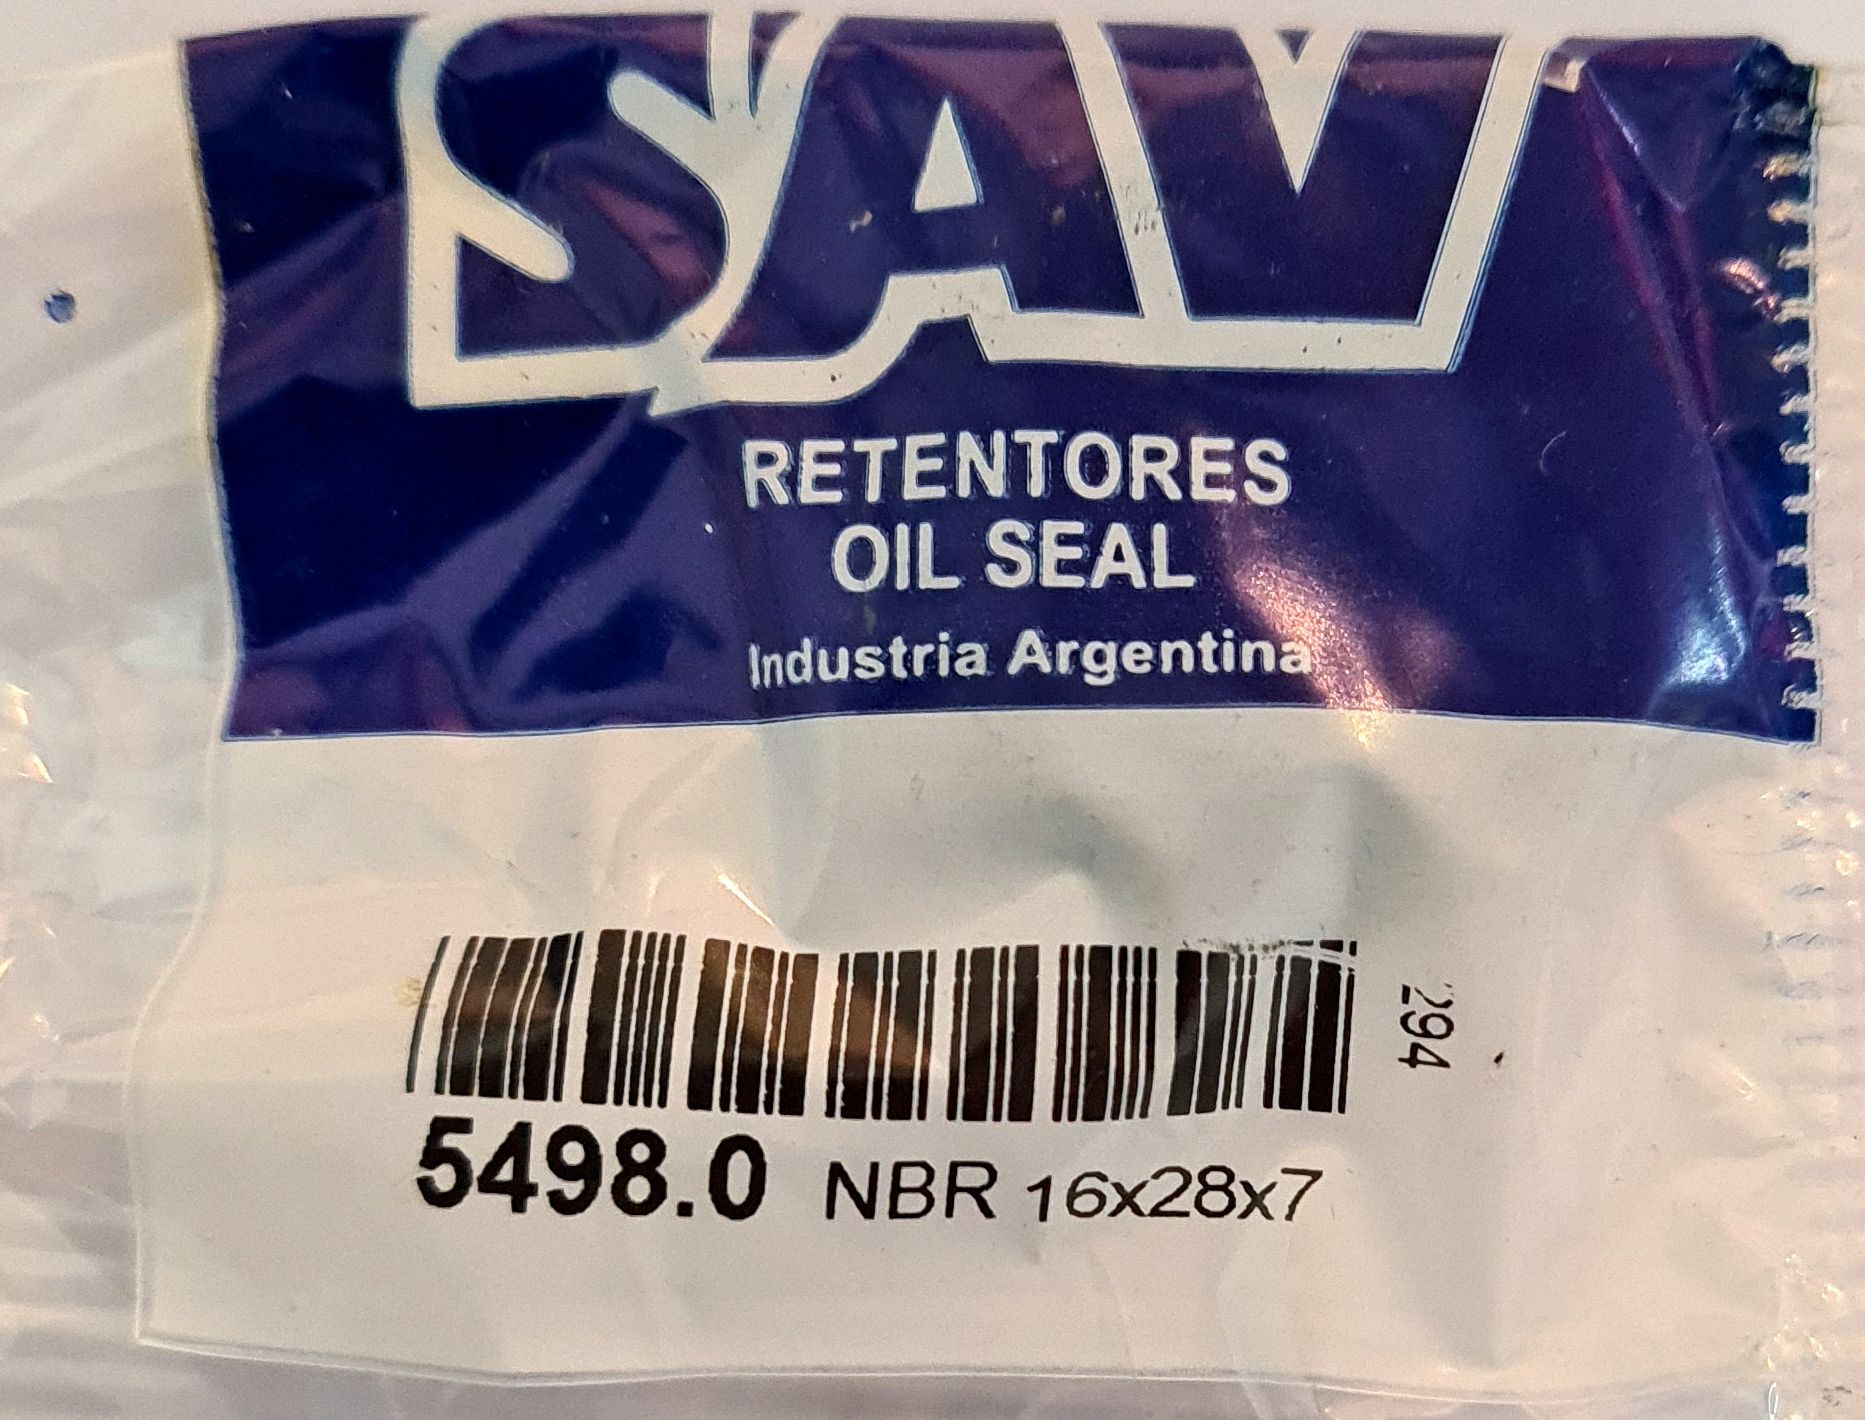 SAV
RETENTORES
OIL SEAL
Industria Argentina
294
5498.0 NBR 16x28x7